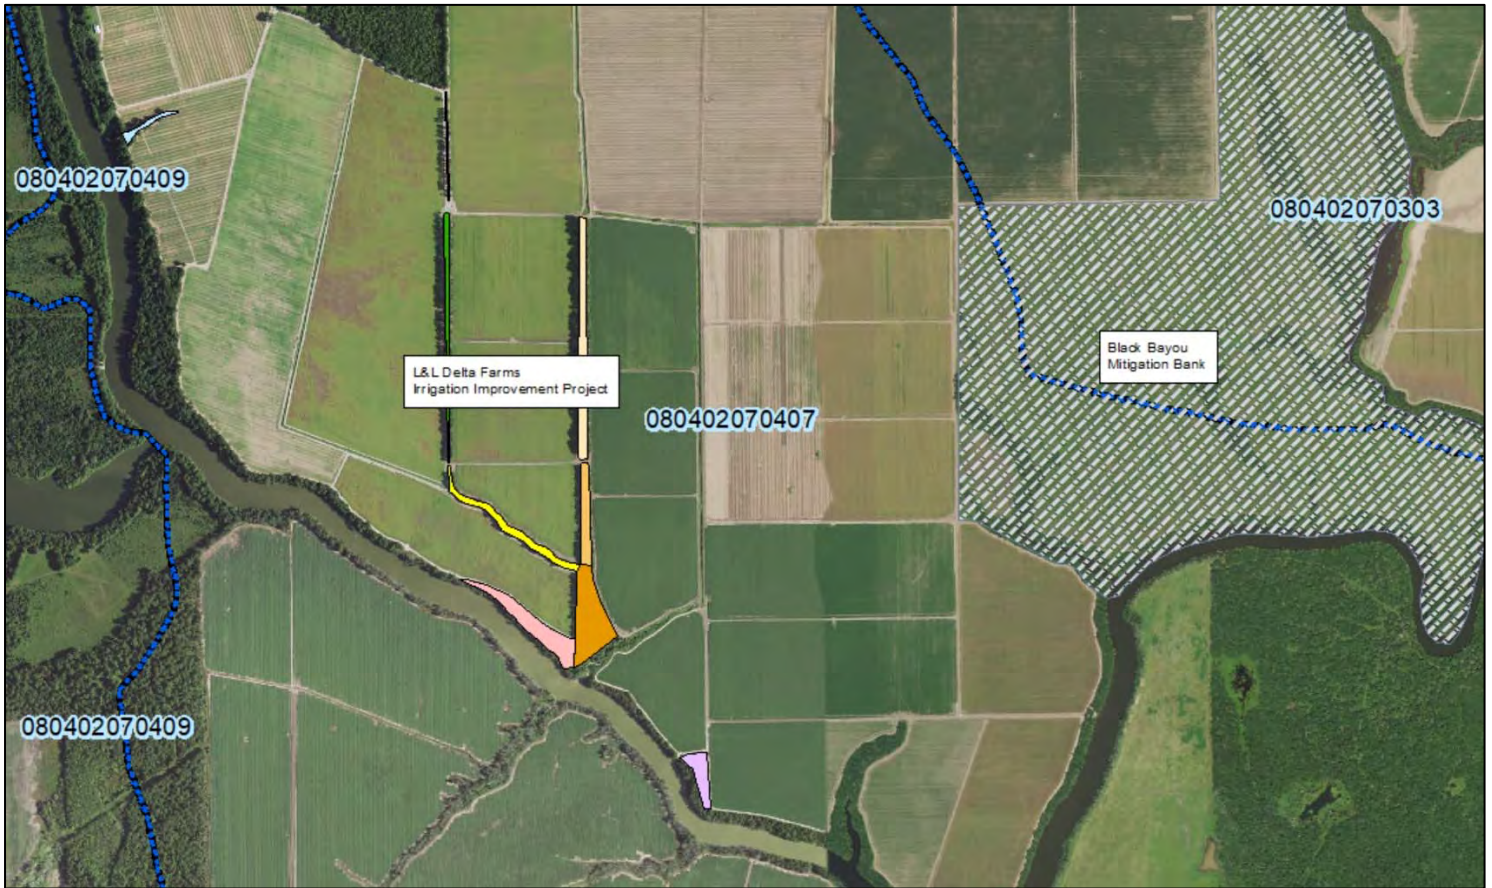 080402070409
080402070303
L&L Delta Farms
Irrigation Improvement Project
Black Bayou
Mitigation Bank
080402070407
080402070409